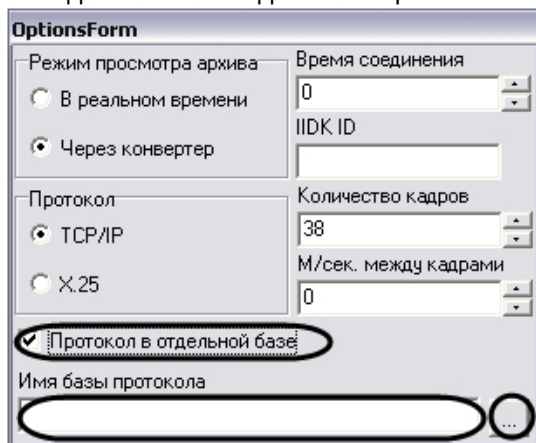 OptionsForm
Режим просмотра архива
В реальном времени
Через конвертер
Время соединения
0
IIDK ID
Протокол
TCP/IP
X.25
Количество кадров
38
М/сек. между кадрами
0
Протокол в отдельной базе
Имя базы протокола
...